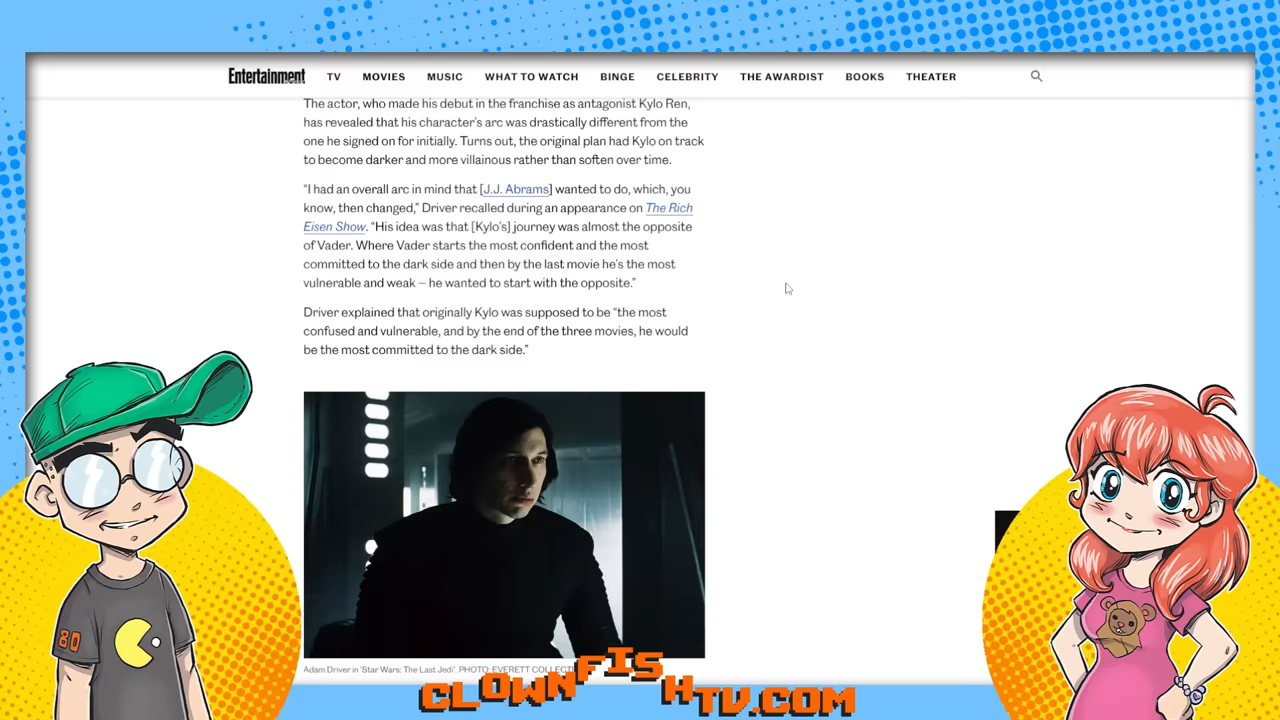 Entertainment
TV MOVIES MUSIC WHAT TO WATCH BINGE CELEBRITY THE AWARDIST BOOKS THEATER
The actor, who made his debut in the franchise as antagonist Kylo Ren,
has revealed that his character's arc was drastically different from the
one he signed on for initially. Turns out, the original plan had Kylo on track
to become darker and more villainous rather than soften over time.
“I had an overall arc in mind that [J.J. Abrams] wanted to do, which, you
know, then changed,” Driver recalled during an appearance on The Rich
Eisen Show. “His idea was that [Kylo's] journey was almost the opposite
of Vader. Where Vader starts the most confident and the most
committed to the dark side and then by the last movie he's the most
vulnerable and weak — he wanted to start with the opposite.”
Driver explained that originally Kylo was supposed to be “the most
confused and vulnerable, and by the end of the three movies, he would
be the most committed to the dark side.”
Adam Driver in 'Star Wars: The Last Jedi'. PHOTO: EVERETT
80
CLOWNFISHTV.COM